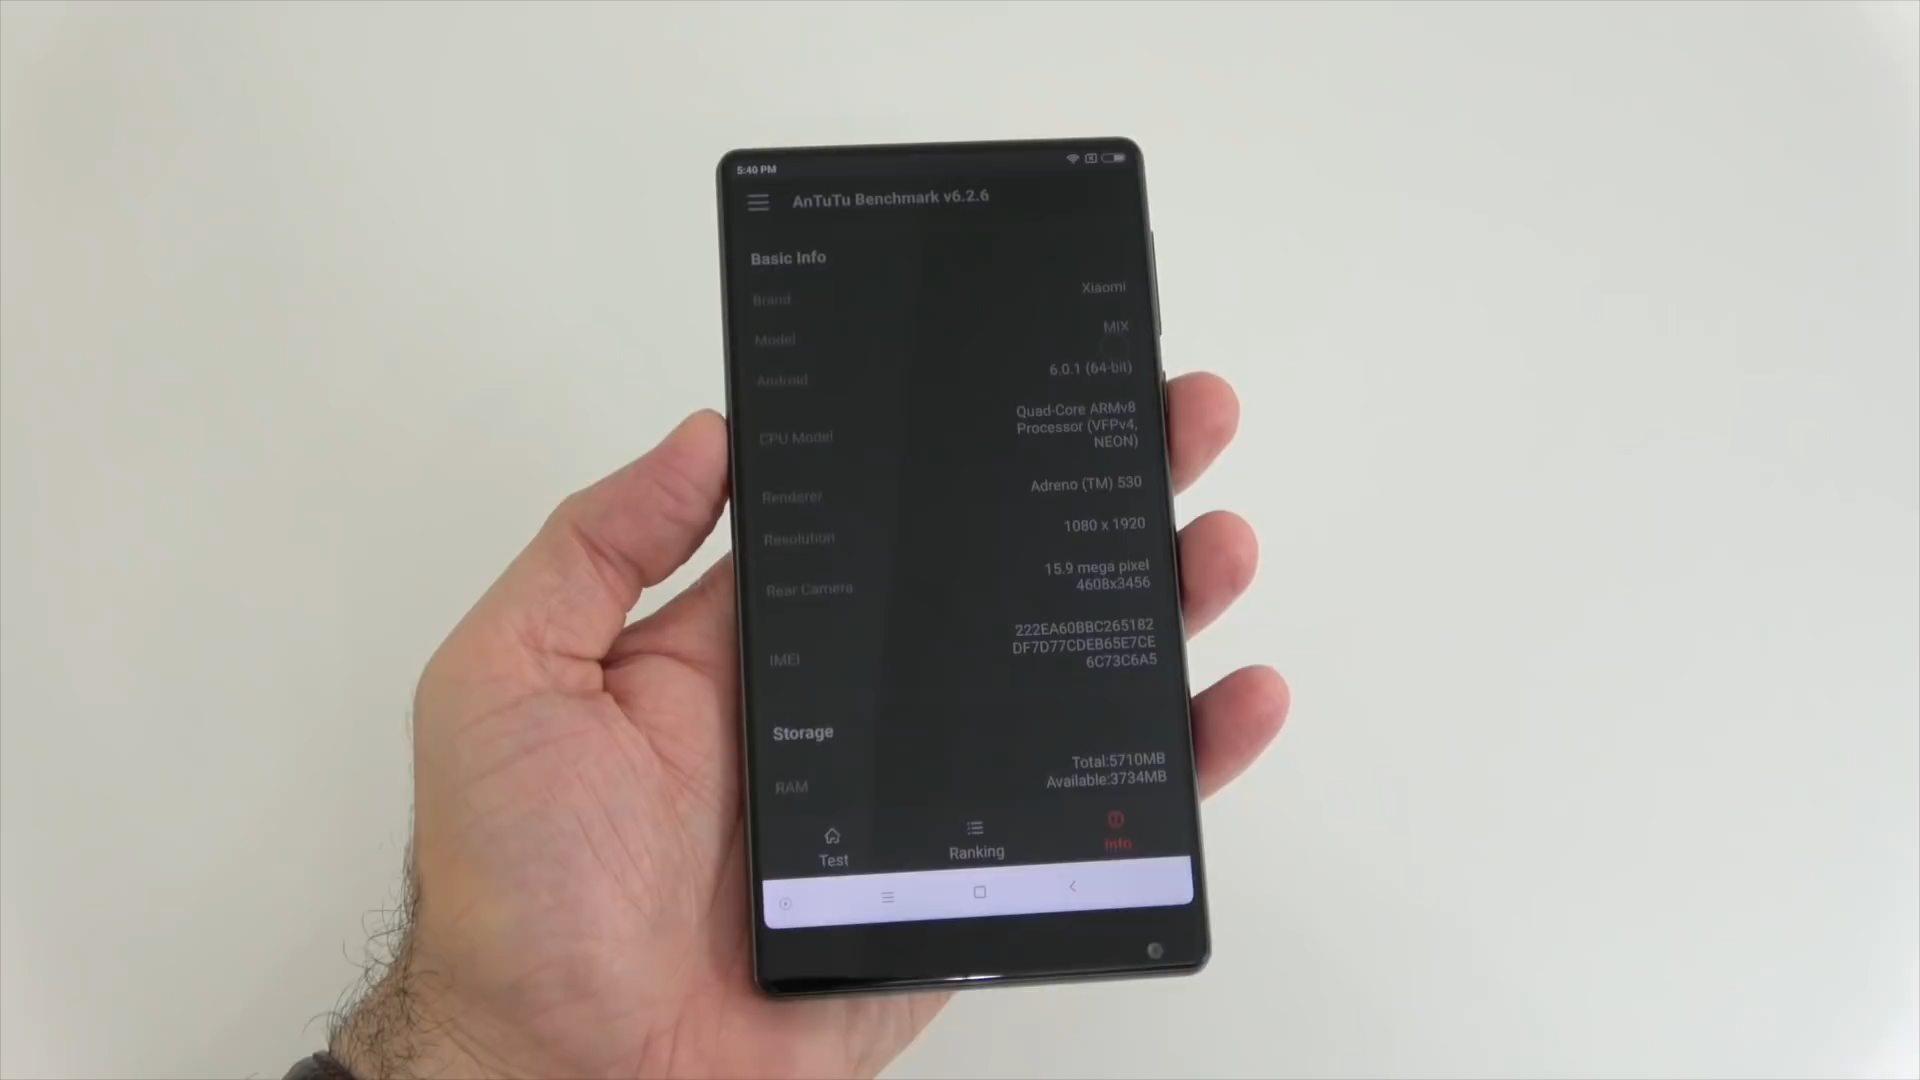 5:40 PM
AnTuTu Benchmark v6.2.6
Basic Info
Brand Xiaomi
Model MIX
Android 6.0.1 (64-bit)
CPU Model Quad-Core ARMv8
Processor (VFPv4,
NEON)
Renderer Adreno (TM) 530
Resolution 1080 x 1920
Rear Camera 15.9 mega pixel
4608x3456
IMEI 222EA60BBC265182
DF7D77CDEB65E7CE
6C73C6A5
Storage
RAM Total:5710MB
Available:3734MB
Test Ranking Info